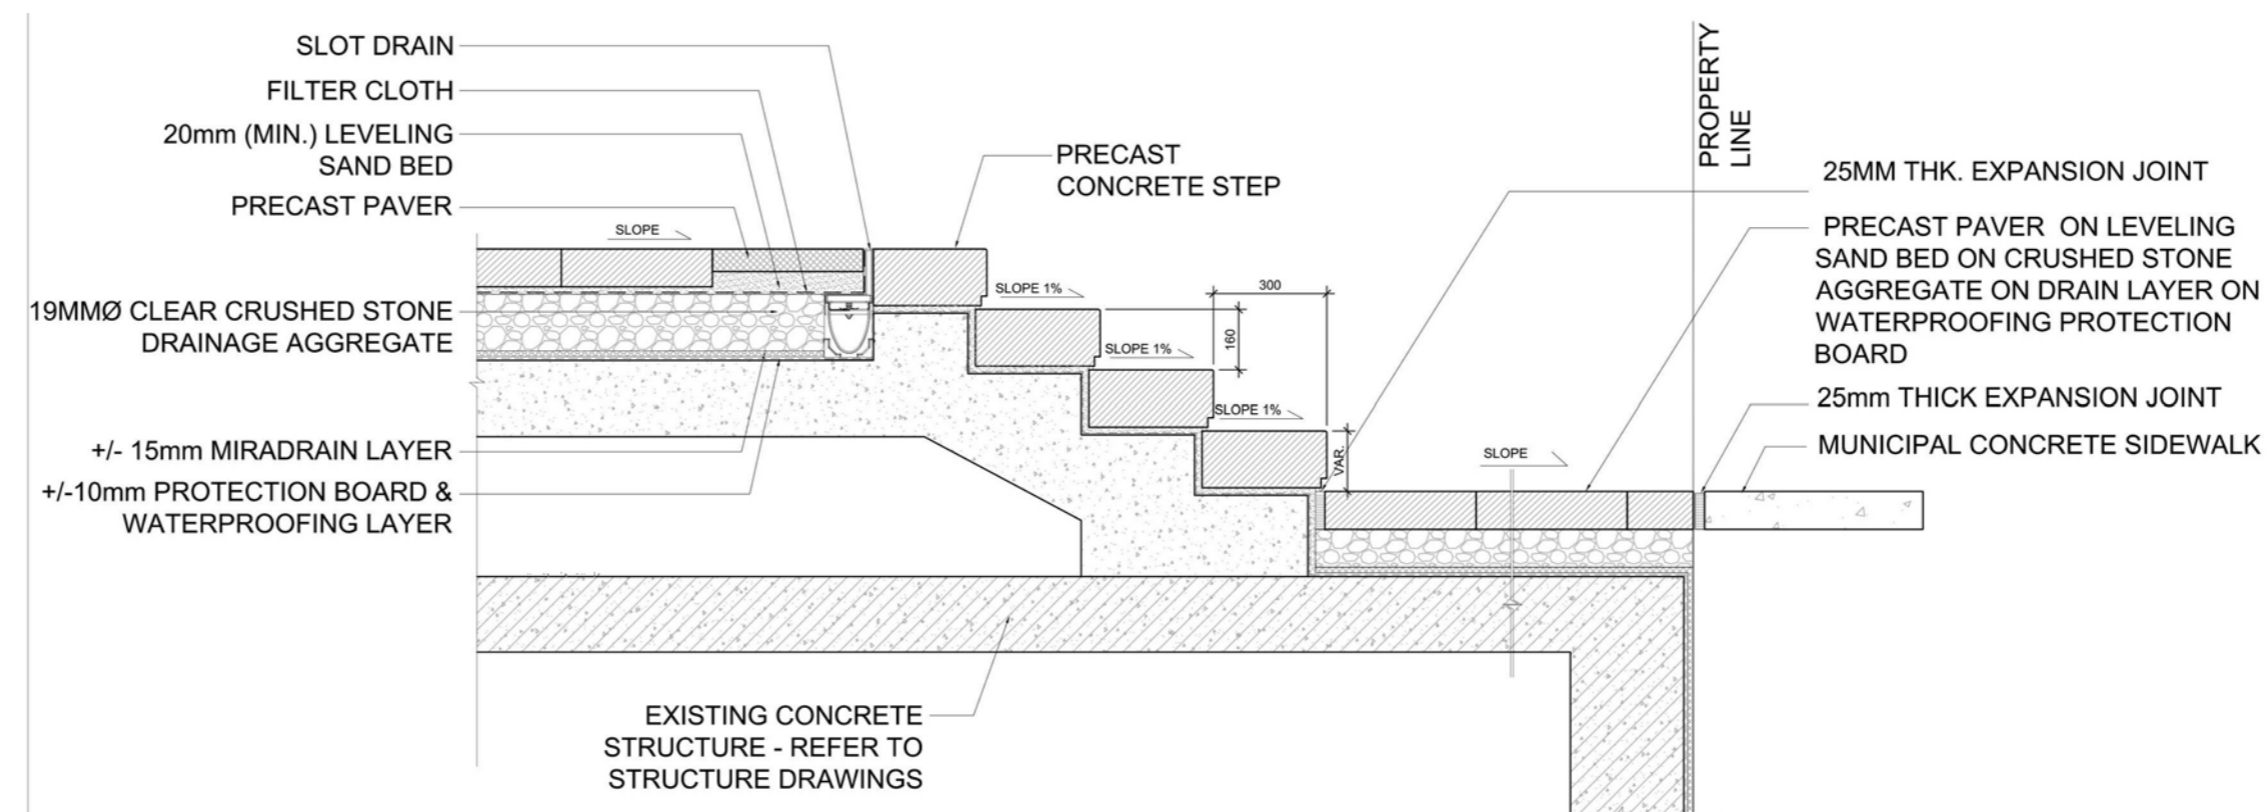 SLOT DRAIN
FILTER CLOTH
20mm (MIN.) LEVELING
SAND BED
PRECAST PAVER
SLOPE
19MMØ CLEAR CRUSHED STONE
DRAINAGE AGGREGATE
+/- 15mm MIRADRAIN LAYER
+/-10mm PROTECTION BOARD &
WATERPROOFING LAYER
EXISTING CONCRETE
STRUCTURE - REFER TO
STRUCTURE DRAWINGS
PRECAST
CONCRETE STEP
SLOPE 1%
SLOPE 1%
SLOPE 1%
300
160
VAR.
SLOPE
PROPERTY
LINE
25MM THK. EXPANSION JOINT
PRECAST PAVER ON LEVELING
SAND BED ON CRUSHED STONE
AGGREGATE ON DRAIN LAYER ON
WATERPROOFING PROTECTION
BOARD
25mm THICK EXPANSION JOINT
MUNICIPAL CONCRETE SIDEWALK